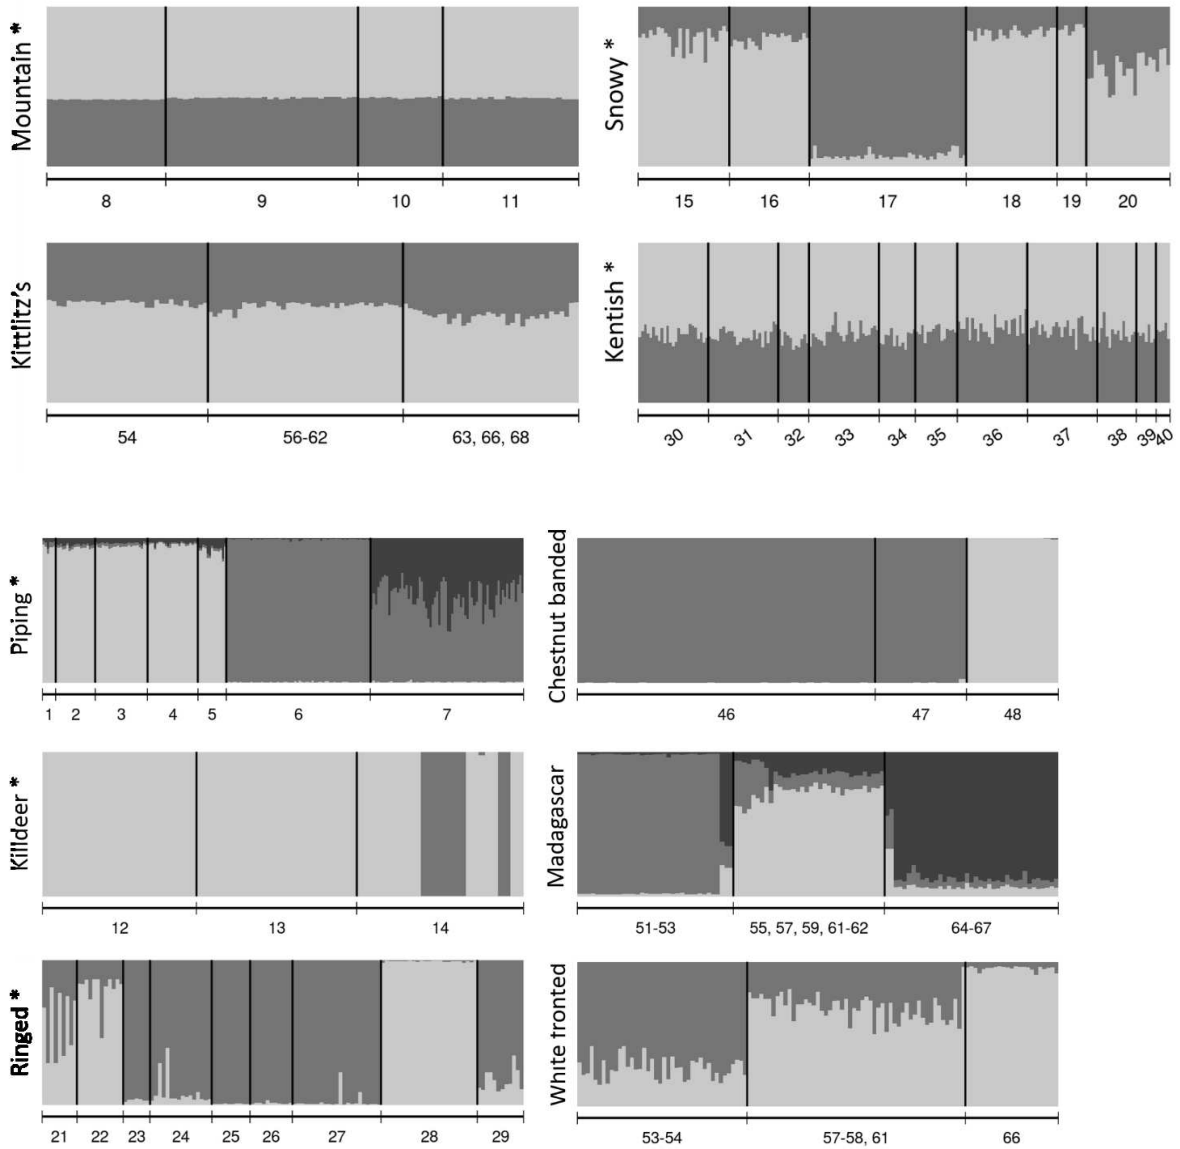 Mountain *
8 9 10 11
Snowy *
15 16 17 18 19 20
Kittlitz's
54 56-62 63, 66, 68
Kentish *
30 31 32 33 34 35 36 37 38 39 40
Piping *
1 2 3 4 5 6 7
Chestnut banded
46 47 48
Killdeer *
12 13 14
Madagascar
51-53 55, 57, 59, 61-62 64-67
Ringed *
21 22 23 24 25 26 27 28 29
White fronted
53-54 57-58, 61 66